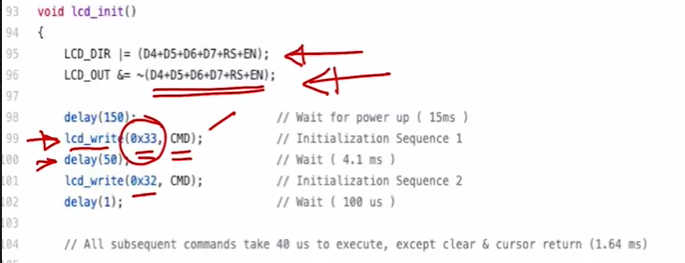 93 void lcd_init()
94 {
95 LCD_DIR |= (D4+D5+D6+D7+RS+EN);
96 LCD_OUT &= ~(D4+D5+D6+D7+RS+EN);
97
98 delay(150); // Wait for power up ( 15ms )
99 lcd_write(0x33, CMD); // Initialization Sequence 1
100 delay(50); // Wait ( 4.1 ms )
101 lcd_write(0x32, CMD); // Initialization Sequence 2
102 delay(1); // Wait ( 100 us )
103
104 // All subsequent commands take 40 us to execute, except clear & cursor return (1.64 ms)